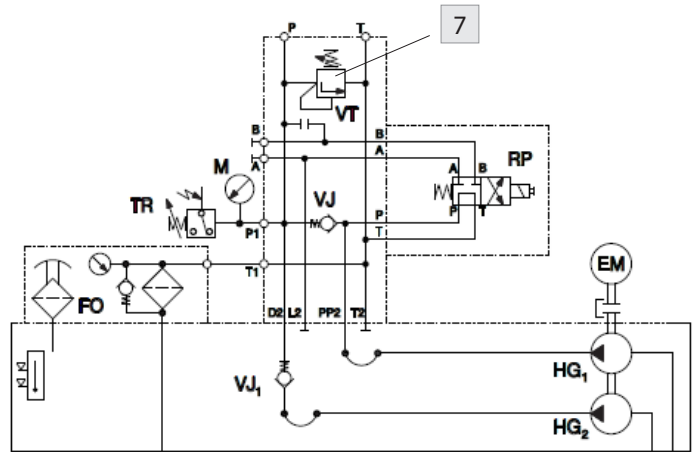 P T
7
VT
B B
A A
A B
RP
M
TR
VJ
P T
P1 P
T
T1
EM
FO
D2 L2 PP2 T2
HG1
VJ1
HG2